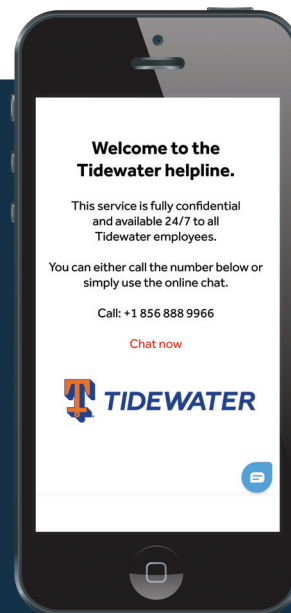 Welcome to the
Tidewater helpline.
This service is fully confidential
and available 24/7 to all
Tidewater employees.
You can either call the number below or
simply use the online chat.
Call: +1 856 888 9966
Chat now
TIDEWATER